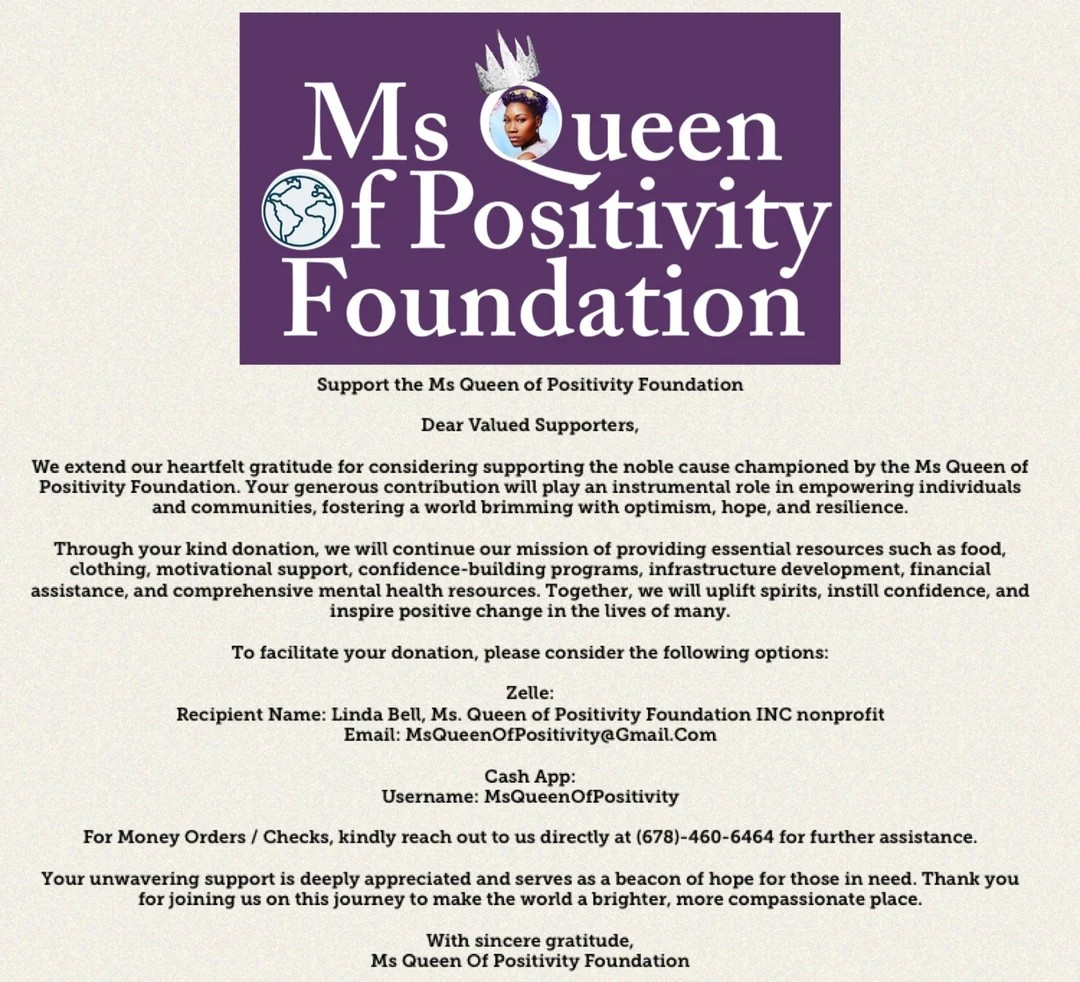 Ms Queen
Of Positivity
Foundation
Support the Ms Queen of Positivity Foundation
Dear Valued Supporters,
We extend our heartfelt gratitude for considering supporting the noble cause championed by the Ms Queen of
Positivity Foundation. Your generous contribution will play an instrumental role in empowering individuals
and communities, fostering a world brimming with optimism, hope, and resilience.
Through your kind donation, we will continue our mission of providing essential resources such as food,
clothing, motivational support, confidence-building programs, infrastructure development, financial
assistance, and comprehensive mental health resources. Together, we will uplift spirits, instill confidence, and
inspire positive change in the lives of many.
To facilitate your donation, please consider the following options:
Zelle:
Recipient Name: Linda Bell, Ms. Queen of Positivity Foundation INC nonprofit
Email: MsQueenOfPositivity@Gmail.Com
Cash App:
Username: MsQueenOfPositivity
For Money Orders / Checks, kindly reach out to us directly at (678)-460-6464 for further assistance.
Your unwavering support is deeply appreciated and serves as a beacon of hope for those in need. Thank you
for joining us on this journey to make the world a brighter, more compassionate place.
With sincere gratitude,
Ms Queen Of Positivity Foundation